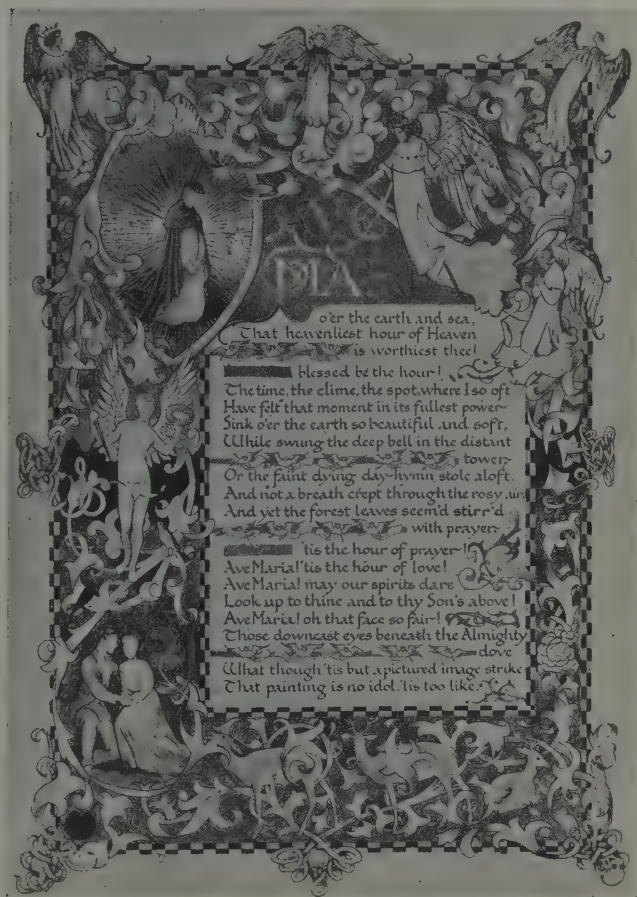 AVE
MA
o'er the earth and sea,
That heavenliest hour of Heaven
is worthiest thee!
blessed be the hour!
The time, the clime, the spot, where I so oft
Have felt that moment in its fullest power
Sink o'er the earth so beautiful and soft,
While swung the deep bell in the distant
tower
Or the faint dying day-hymn stole aloft,
And not a breath crept through the rosy air
And yet the forest leaves seem'd stirr'd
with prayer
'tis the hour of prayer!
Ave Maria! 'tis the hour of love!
Ave Maria! may our spirits dare
Look up to thine and to thy Son's above!
Ave Maria! oh that face so fair!
Those downcast eyes beneath the Almighty
dove
What though 'tis but a pictured image strike
That painting is no idol, 'tis too like.